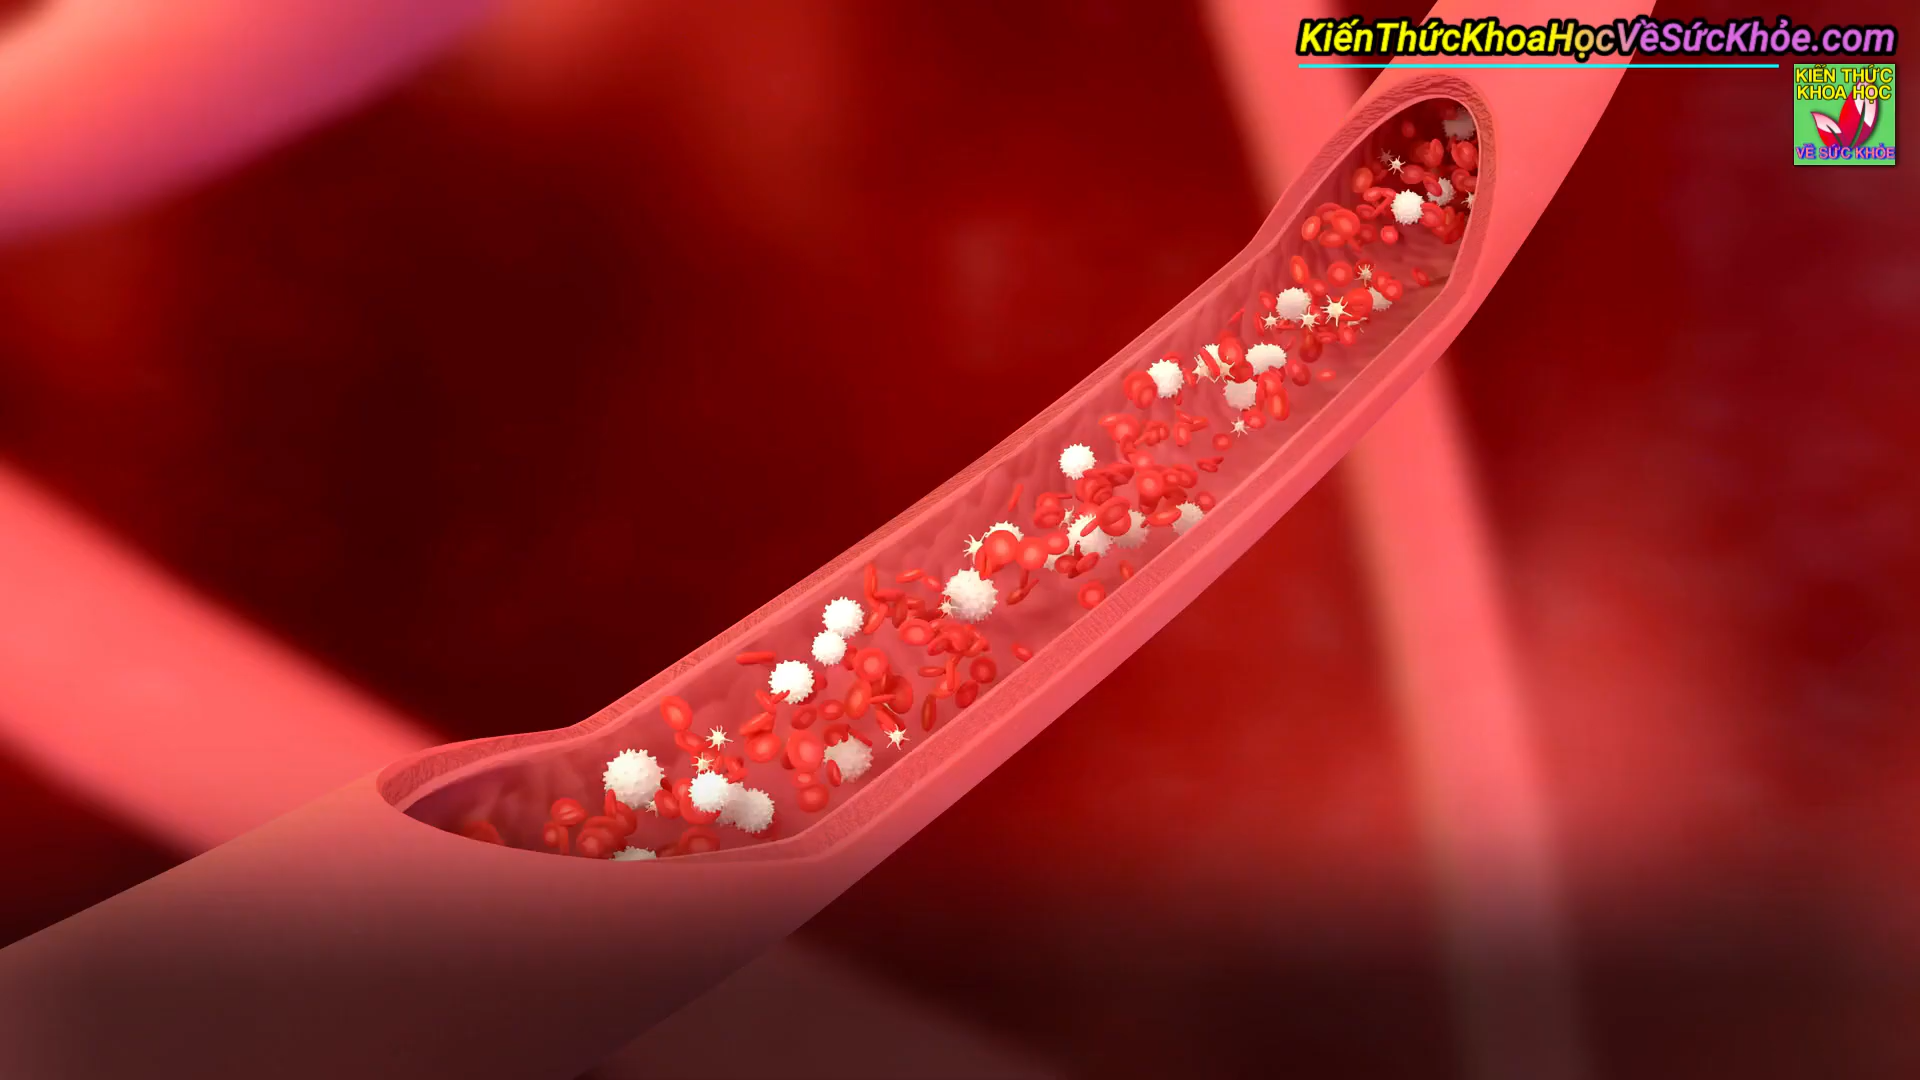 KiếnThứcKhoaHọcVềSứcKhỏe.com
KIẾN THỨC
KHOA HỌC
VỀ SỨC KHỎE